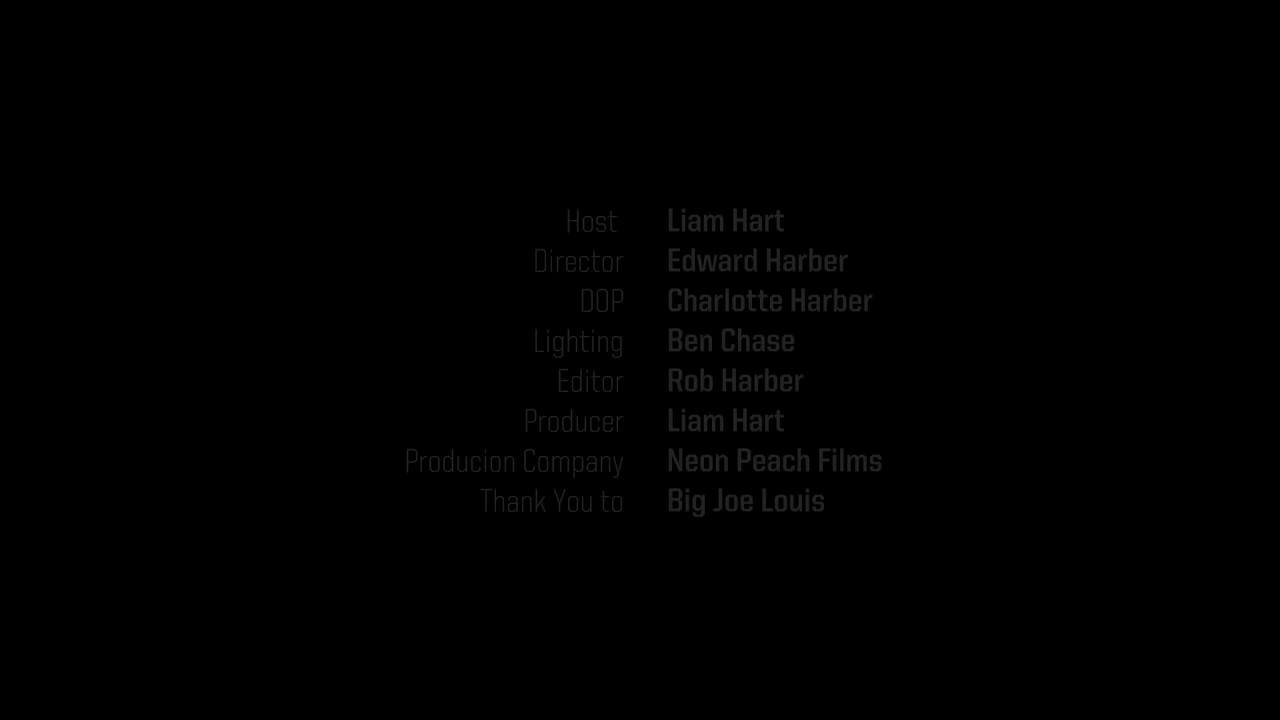 Host Liam Hart
Director Edward Harber
DOP Charlotte Harber
Lighting Ben Chase
Editor Rob Harber
Producer Liam Hart
Producion Company Neon Peach Films
Thank You to Big Joe Louis